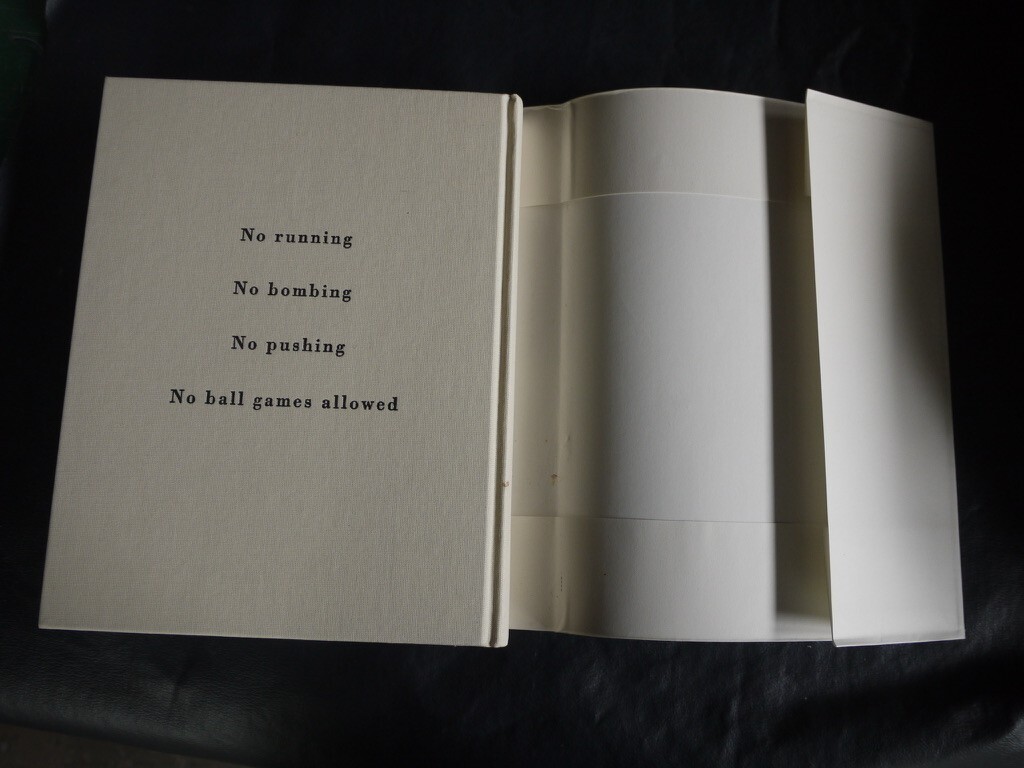 No running
No bombing
No pushing
No ball games allowed